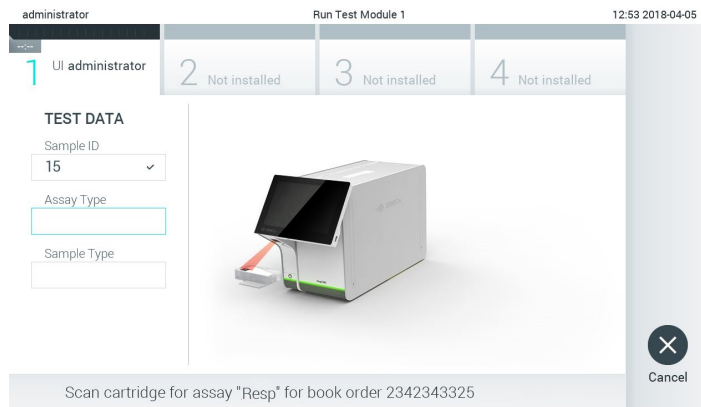 administrator
Run Test Module 1
12:53 2018-04-05
--:--
1 UI administrator
2 Not installed
3 Not installed
4 Not installed
TEST DATA
Sample ID
15
Assay Type
Sample Type
Cancel
Scan cartridge for assay "Resp" for book order 2342343325